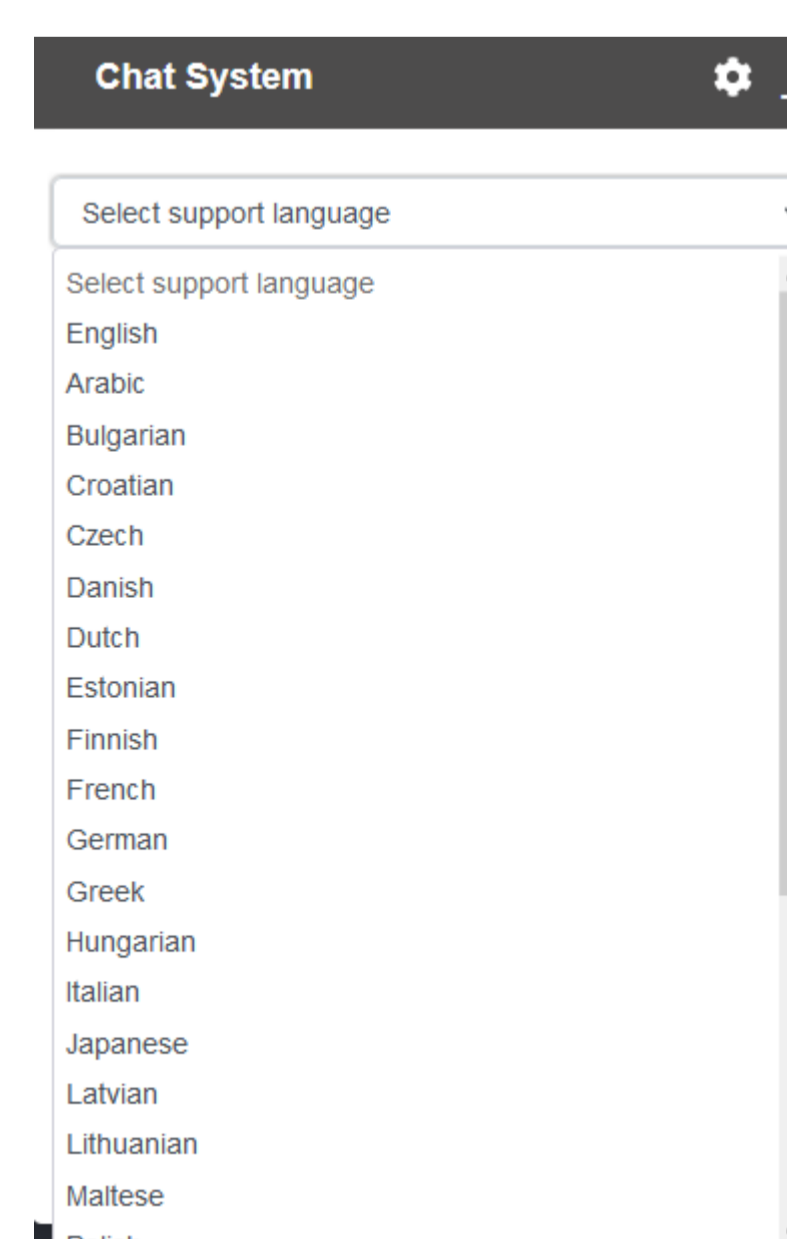 Chat System
Select support language
Select support language
English
Arabic
Bulgarian
Croatian
Czech
Danish
Dutch
Estonian
Finnish
French
German
Greek
Hungarian
Italian
Japanese
Latvian
Lithuanian
Maltese